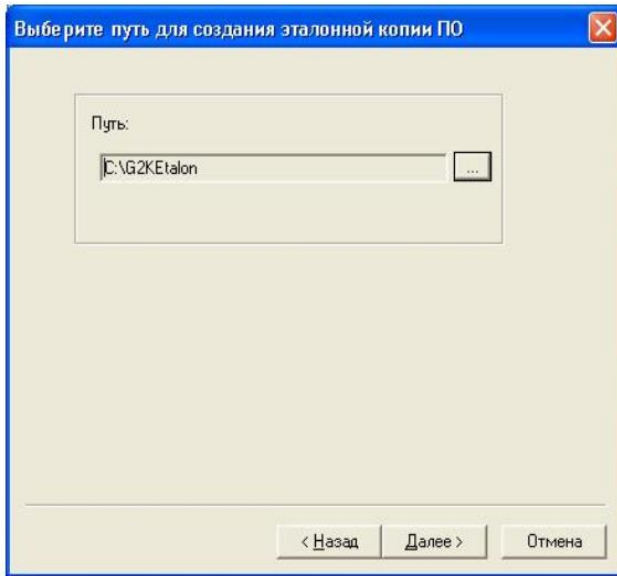 Выберите путь для создания эталонной копии ПО
Путь:
C:\G2KEtalon
...
< Назад
Далее >
Отмена